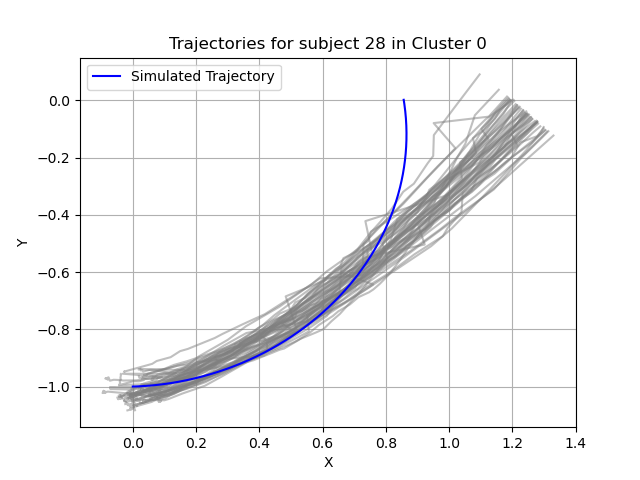 Trajectories for subject 28 in Cluster 0
Simulated Trajectory
Y
0.0
−0.2
−0.4
−0.6
−0.8
−1.0
0.0 0.2 0.4 0.6 0.8 1.0 1.2 1.4
X